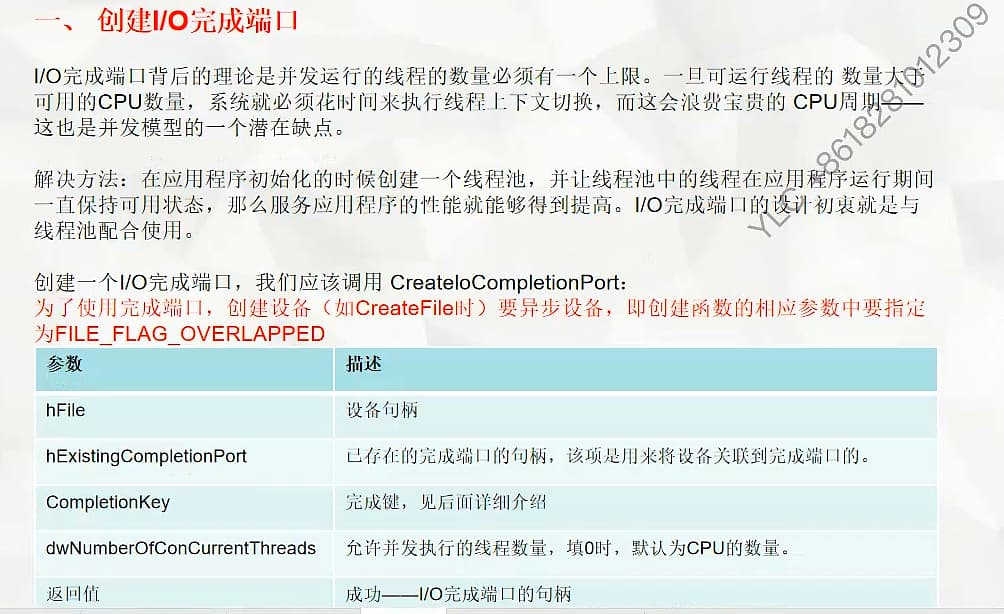 一、 创建I/O完成端口
I/O完成端口背后的理论是并发运行的线程的数量必须有一个上限。一旦可运行线程的 数量大于
可用的CPU数量，系统就必须花时间来执行线程上下文切换，而这会浪费宝贵的 CPU周期——
这也是并发模型的一个潜在缺点。
解决方法：在应用程序初始化的时候创建一个线程池，并让线程池中的线程在应用程序运行期间
一直保持可用状态，那么服务应用程序的性能就能够得到提高。I/O完成端口的设计初衷就是与
线程池配合使用。
创建一个I/O完成端口，我们应该调用 CreateIoCompletionPort：
为了使用完成端口，创建设备（如CreateFile时）要异步设备，即创建函数的相应参数中要指定
为FILE_FLAG_OVERLAPPED
参数 描述
hFile 设备句柄
hExistingCompletionPort 已存在的完成端口的句柄，该项是用来将设备关联到完成端口的。
CompletionKey 完成键，见后面详细介绍
dwNumberOfConCurrentThreads 允许并发执行的线程数量，填0时，默认为CPU的数量。
返回值 成功——I/O完成端口的句柄